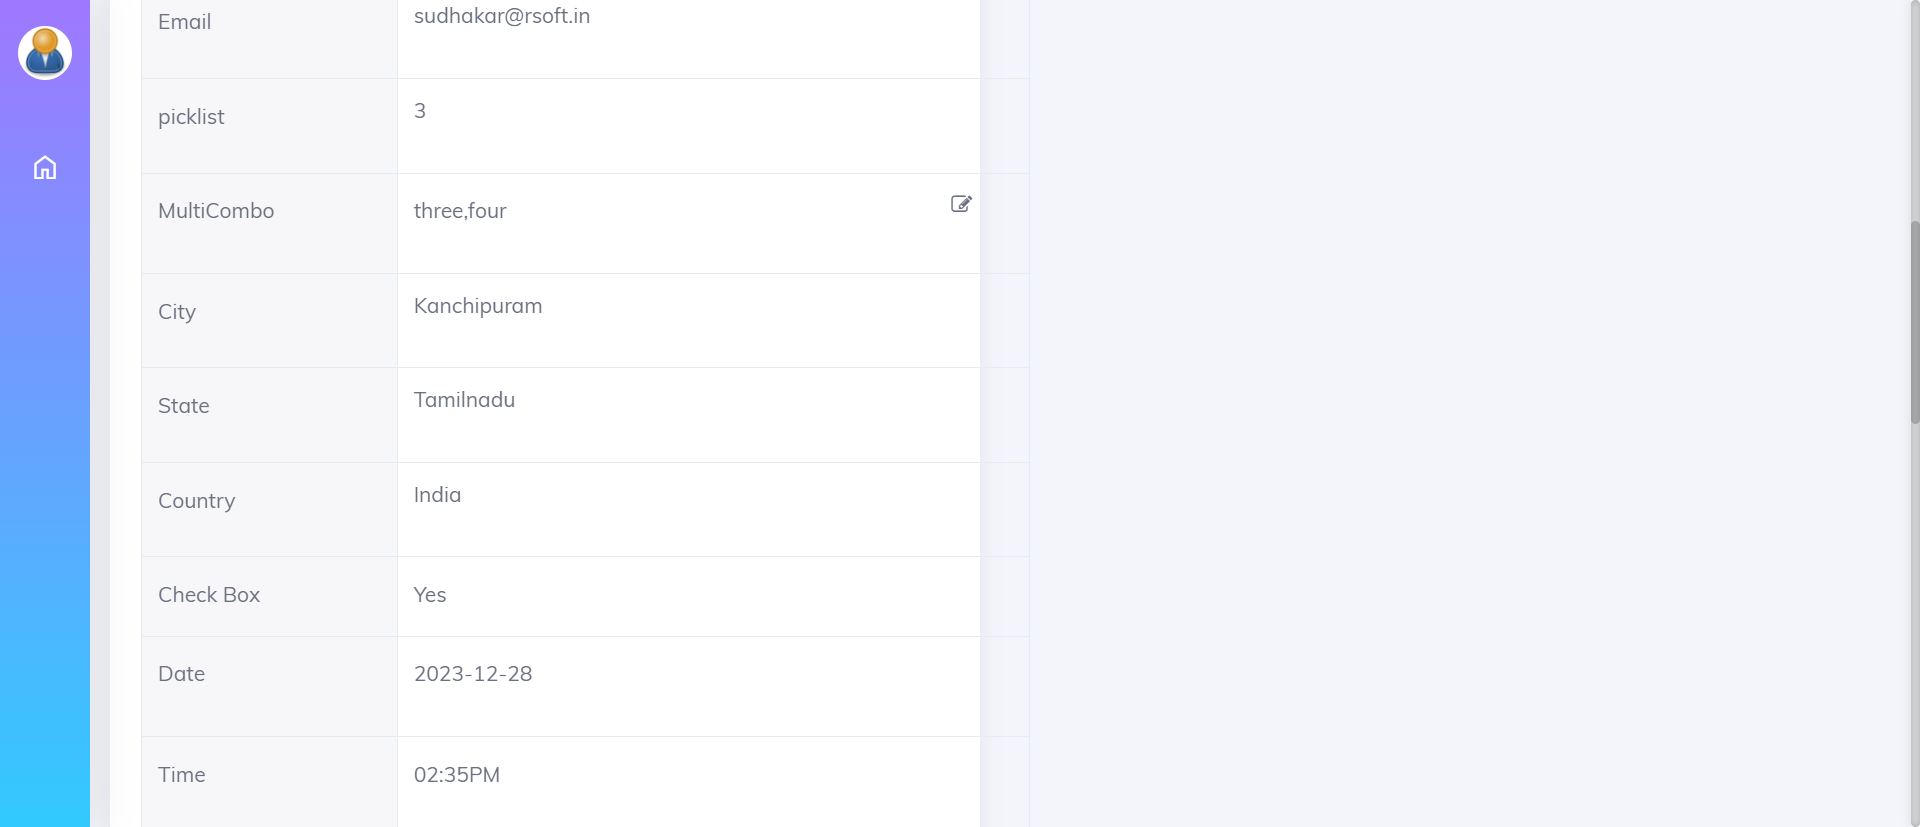 Email sudhakar@rsoft.in
picklist 3
MultiCombo three,four
City Kanchipuram
State Tamilnadu
Country India
Check Box Yes
Date 2023-12-28
Time 02:35PM